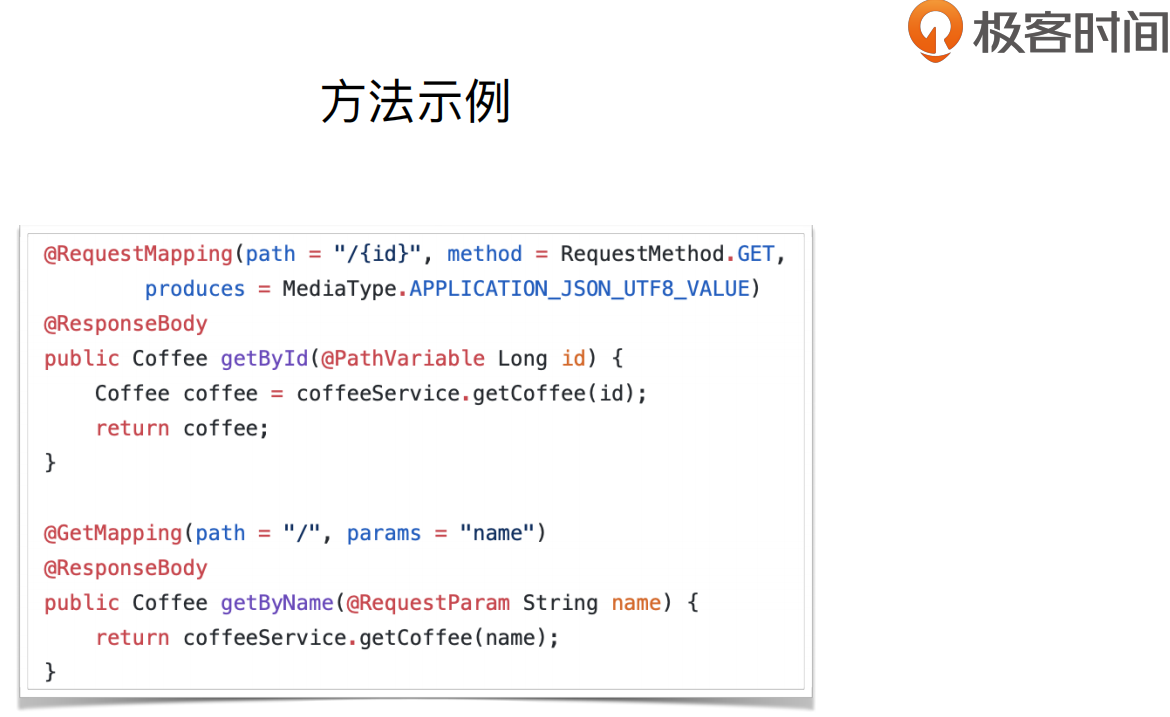 极客时间
方法示例
@RequestMapping(path = "/{id}", method = RequestMethod.GET,
        produces = MediaType.APPLICATION_JSON_UTF8_VALUE)
@ResponseBody
public Coffee getById(@PathVariable Long id) {
    Coffee coffee = coffeeService.getCoffee(id);
    return coffee;
}

@GetMapping(path = "/", params = "name")
@ResponseBody
public Coffee getByName(@RequestParam String name) {
    return coffeeService.getCoffee(name);
}